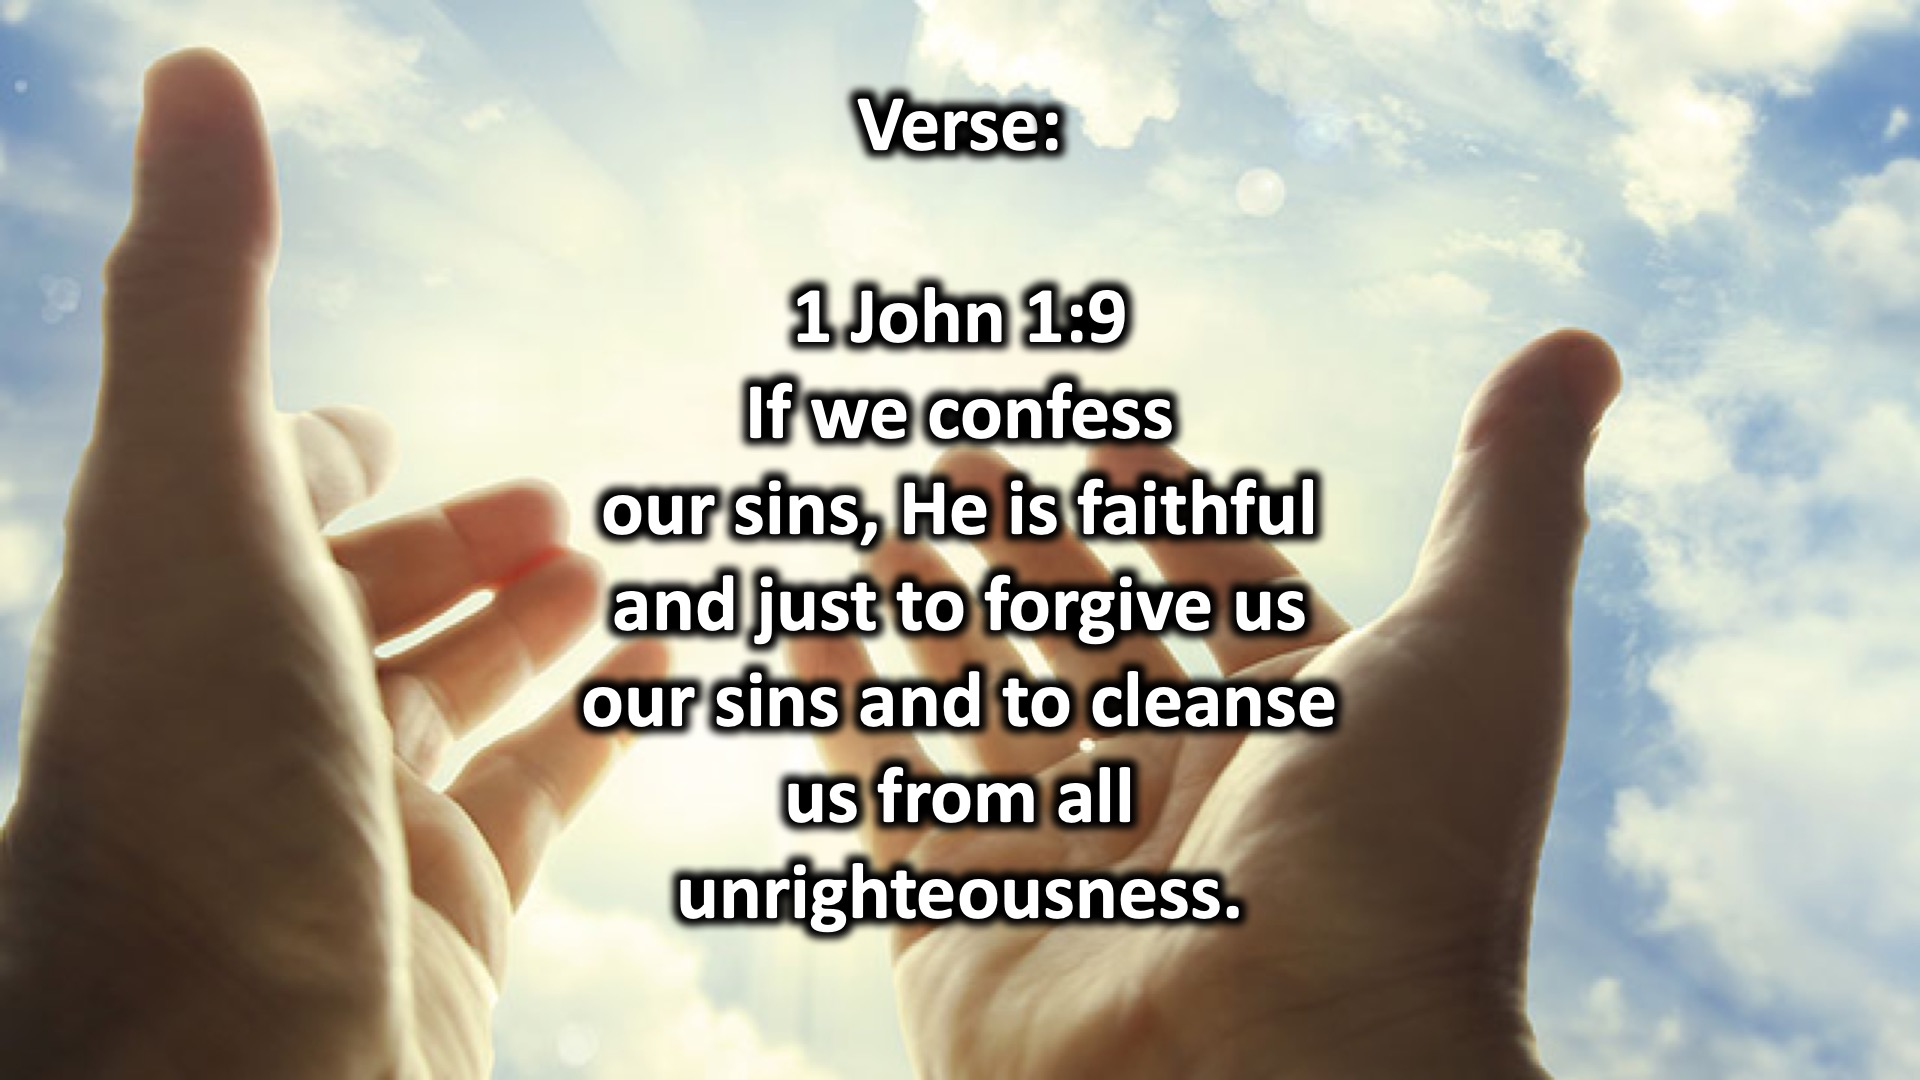 Verse:
1 John 1:9
If we confess
our sins, He is faithful
and just to forgive us
our sins and to cleanse
us from all
unrighteousness.